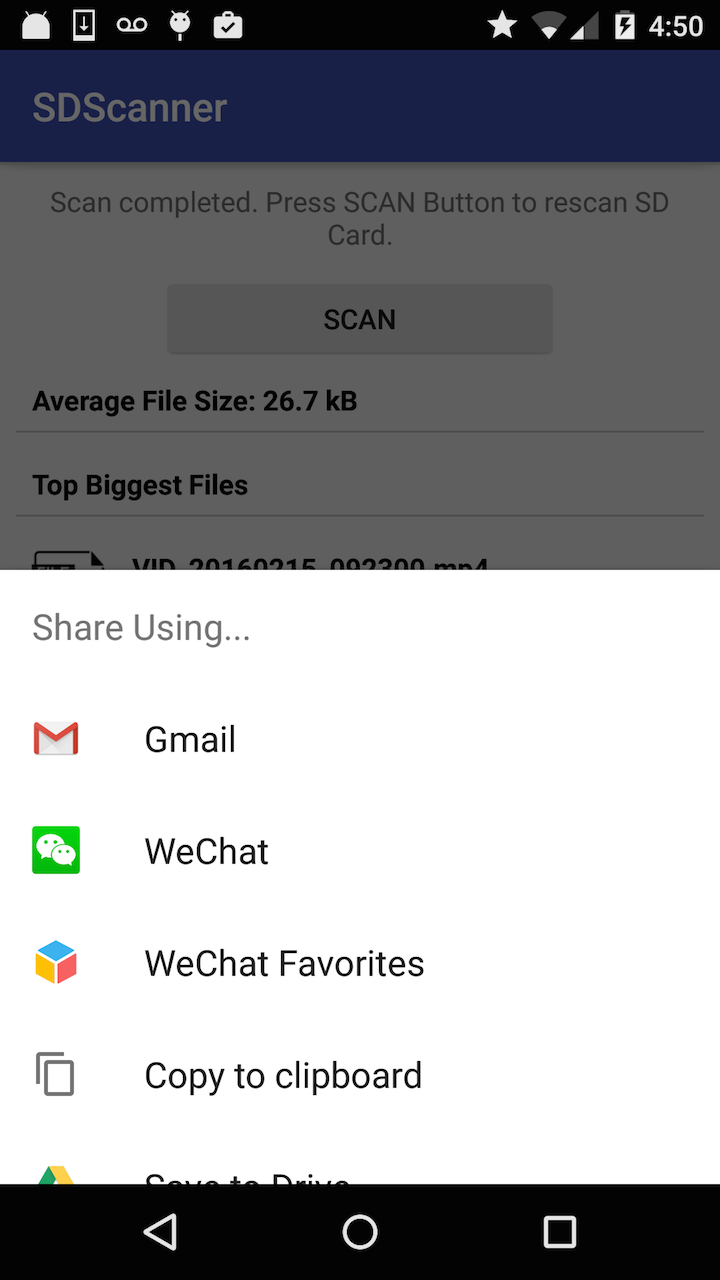 4:50
SDScanner
Scan completed. Press SCAN Button to rescan SD
Card.
SCAN
Average File Size: 26.7 kB
Top Biggest Files
VID_20160215_092300.mp4
Share Using...
Gmail
WeChat
WeChat Favorites
Copy to clipboard
Save to Drive